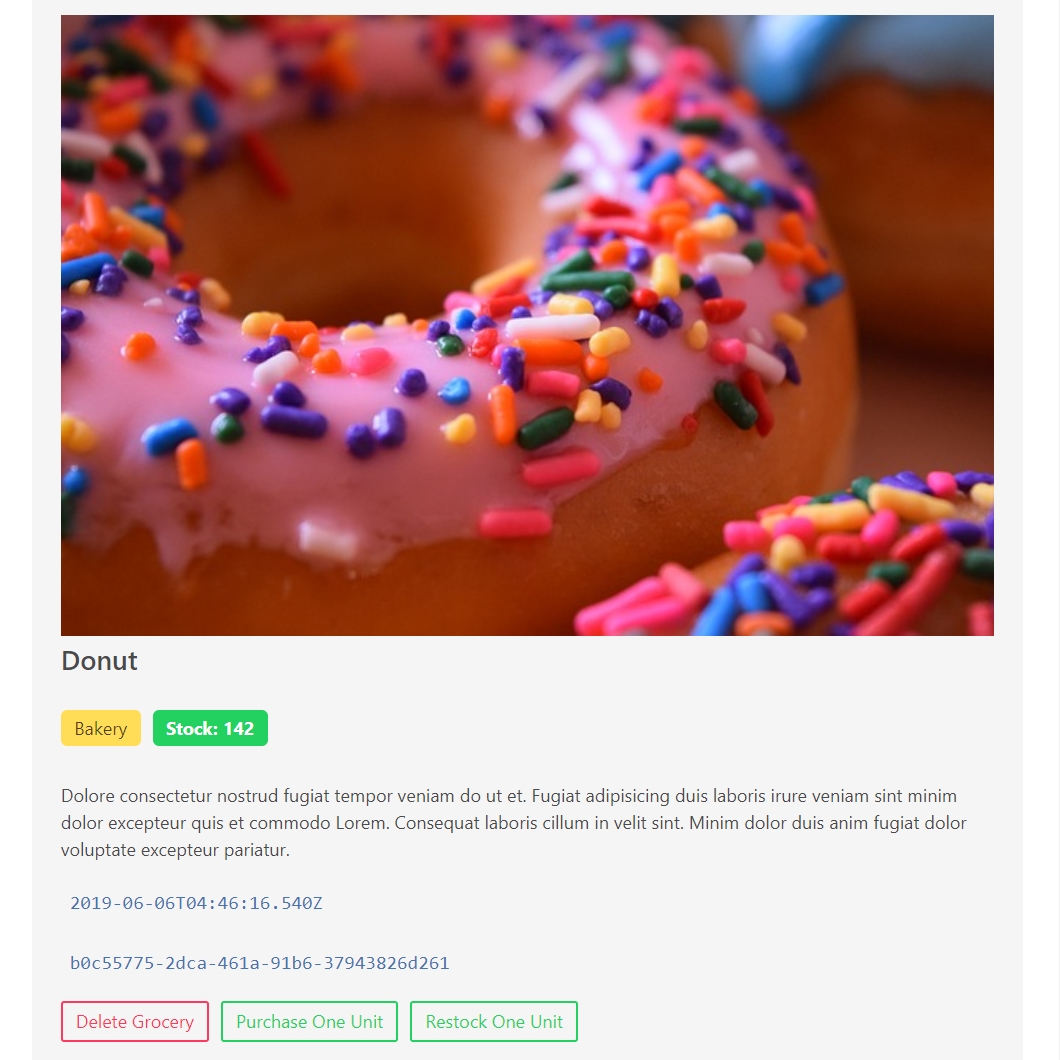 Donut
Bakery Stock: 142
Dolore consectetur nostrud fugiat tempor veniam do ut et. Fugiat adipisicing duis laboris irure veniam sint minim
dolor excepteur quis et commodo Lorem. Consequat laboris cillum in velit sint. Minim dolor duis anim fugiat dolor
voluptate excepteur pariatur.
2019-06-06T04:46:16.540Z
b0c55775-2dca-461a-91b6-37943826d261
Delete Grocery Purchase One Unit Restock One Unit